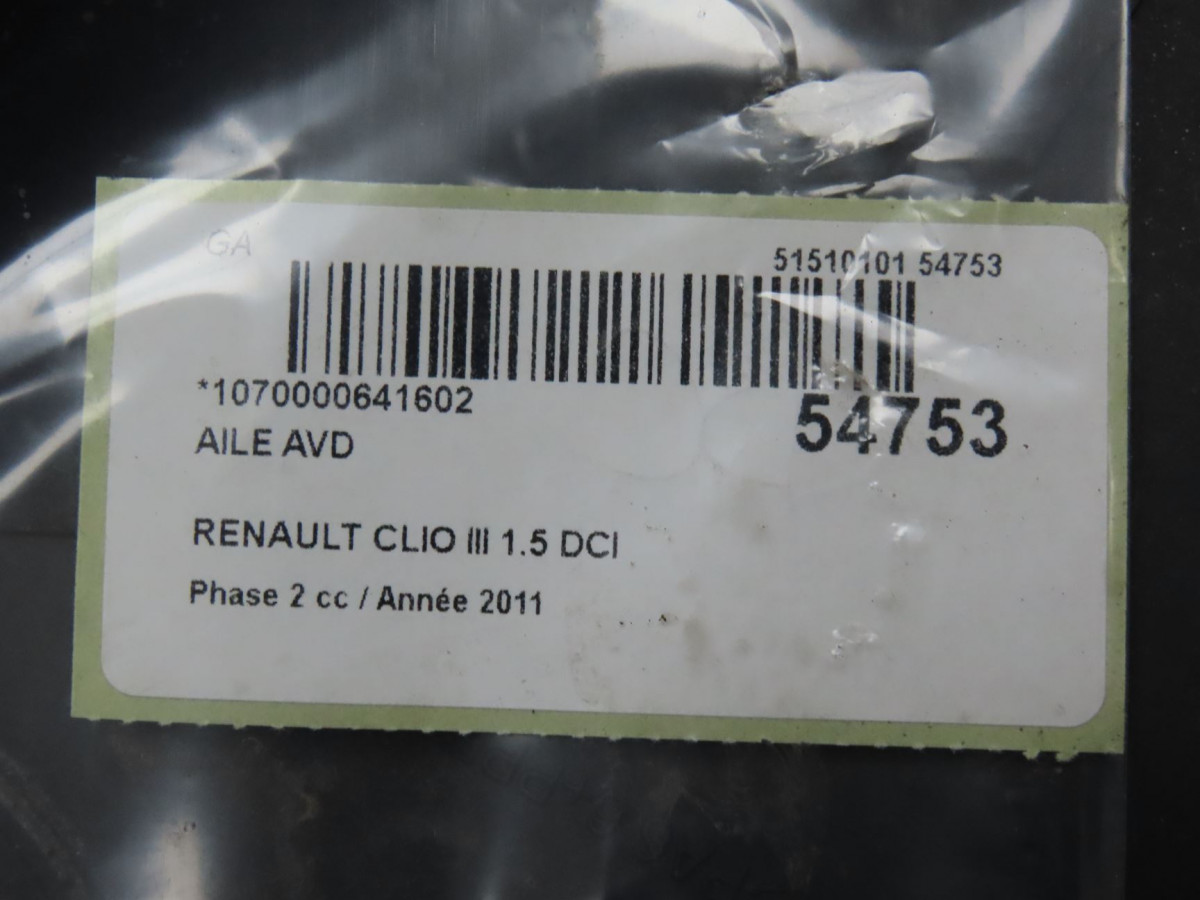 GA
51510101 54753
*1070000641602
54753
AILE AVD
RENAULT CLIO III 1.5 DCI
Phase 2 cc / Année 2011